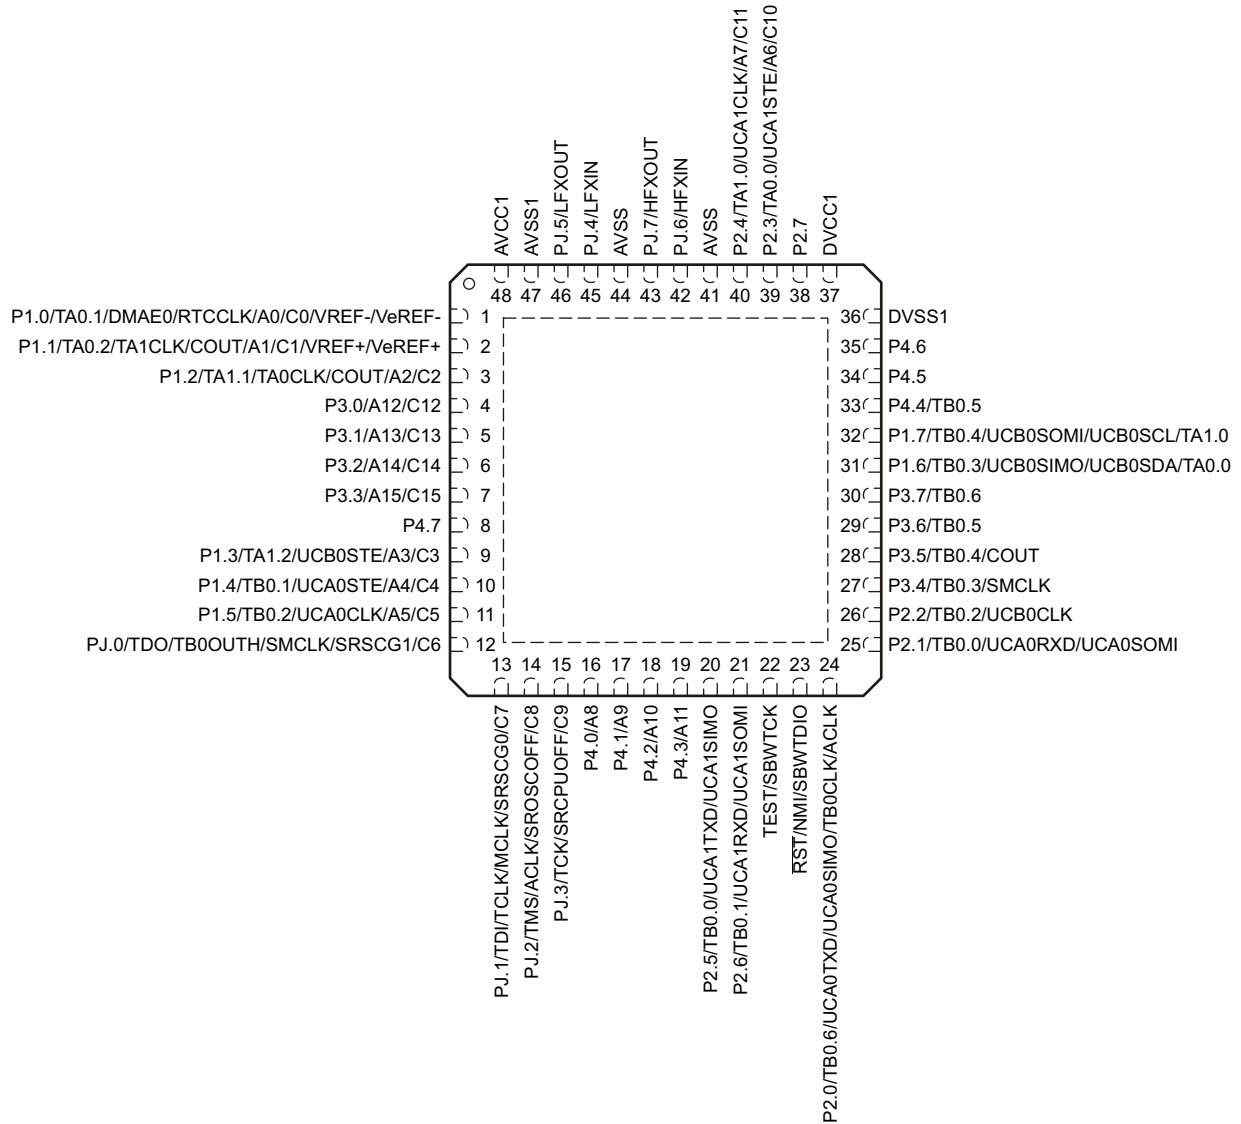 P2.4/TA1.0/UCA1CLK/A7/C11
P2.3/TA0.0/UCA1STE/A6/C10
AVCC1
AVSS1
PJ.5/LFXOUT
PJ.4/LFXIN
AVSS
PJ.7/HFXOUT
PJ.6/HFXIN
AVSS
P2.7
DVCC1
48 47 46 45 44 43 42 41 40 39 38 37
P1.0/TA0.1/DMAE0/RTCCLK/A0/C0/VREF-/VeREF- 1
P1.1/TA0.2/TA1CLK/COUT/A1/C1/VREF+/VeREF+ 2
P1.2/TA1.1/TA0CLK/COUT/A2/C2 3
P3.0/A12/C12 4
P3.1/A13/C13 5
P3.2/A14/C14 6
P3.3/A15/C15 7
P4.7 8
P1.3/TA1.2/UCB0STE/A3/C3 9
P1.4/TB0.1/UCA0STE/A4/C4 10
P1.5/TB0.2/UCA0CLK/A5/C5 11
PJ.0/TDO/TB0OUTH/SMCLK/SRSCG1/C6 12
36 DVSS1
35 P4.6
34 P4.5
33 P4.4/TB0.5
32 P1.7/TB0.4/UCB0SOMI/UCB0SCL/TA1.0
31 P1.6/TB0.3/UCB0SIMO/UCB0SDA/TA0.0
30 P3.7/TB0.6
29 P3.6/TB0.5
28 P3.5/TB0.4/COUT
27 P3.4/TB0.3/SMCLK
26 P2.2/TB0.2/UCB0CLK
25 P2.1/TB0.0/UCA0RXD/UCA0SOMI
13 14 15 16 17 18 19 20 21 22 23 24
PJ.1/TDI/TCLK/MCLK/SRSCG0/C7
PJ.2/TMS/ACLK/SROSCOFF/C8
PJ.3/TCK/SRCPUOFF/C9
P4.0/A8
P4.1/A9
P4.2/A10
P4.3/A11
P2.5/TB0.0/UCA1TXD/UCA1SIMO
P2.6/TB0.1/UCA1RXD/UCA1SOMI
TEST/SBWTCK
RST/NMI/SBWTDIO
P2.0/TB0.6/UCA0TXD/UCA0SIMO/TB0CLK/ACLK